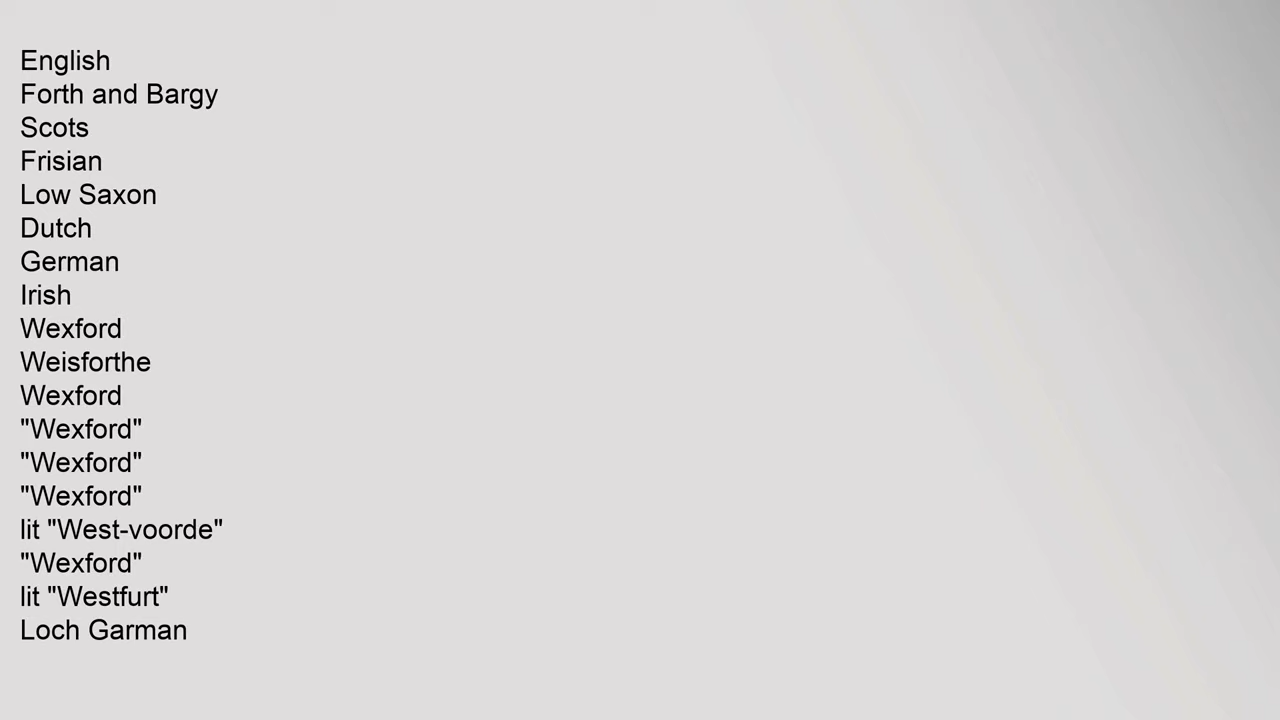 English
Forth and Bargy
Scots
Frisian
Low Saxon
Dutch
German
Irish
Wexford
Weisforthe
Wexford
"Wexford"
"Wexford"
"Wexford"
lit "West-voorde"
"Wexford"
lit "Westfurt"
Loch Garman